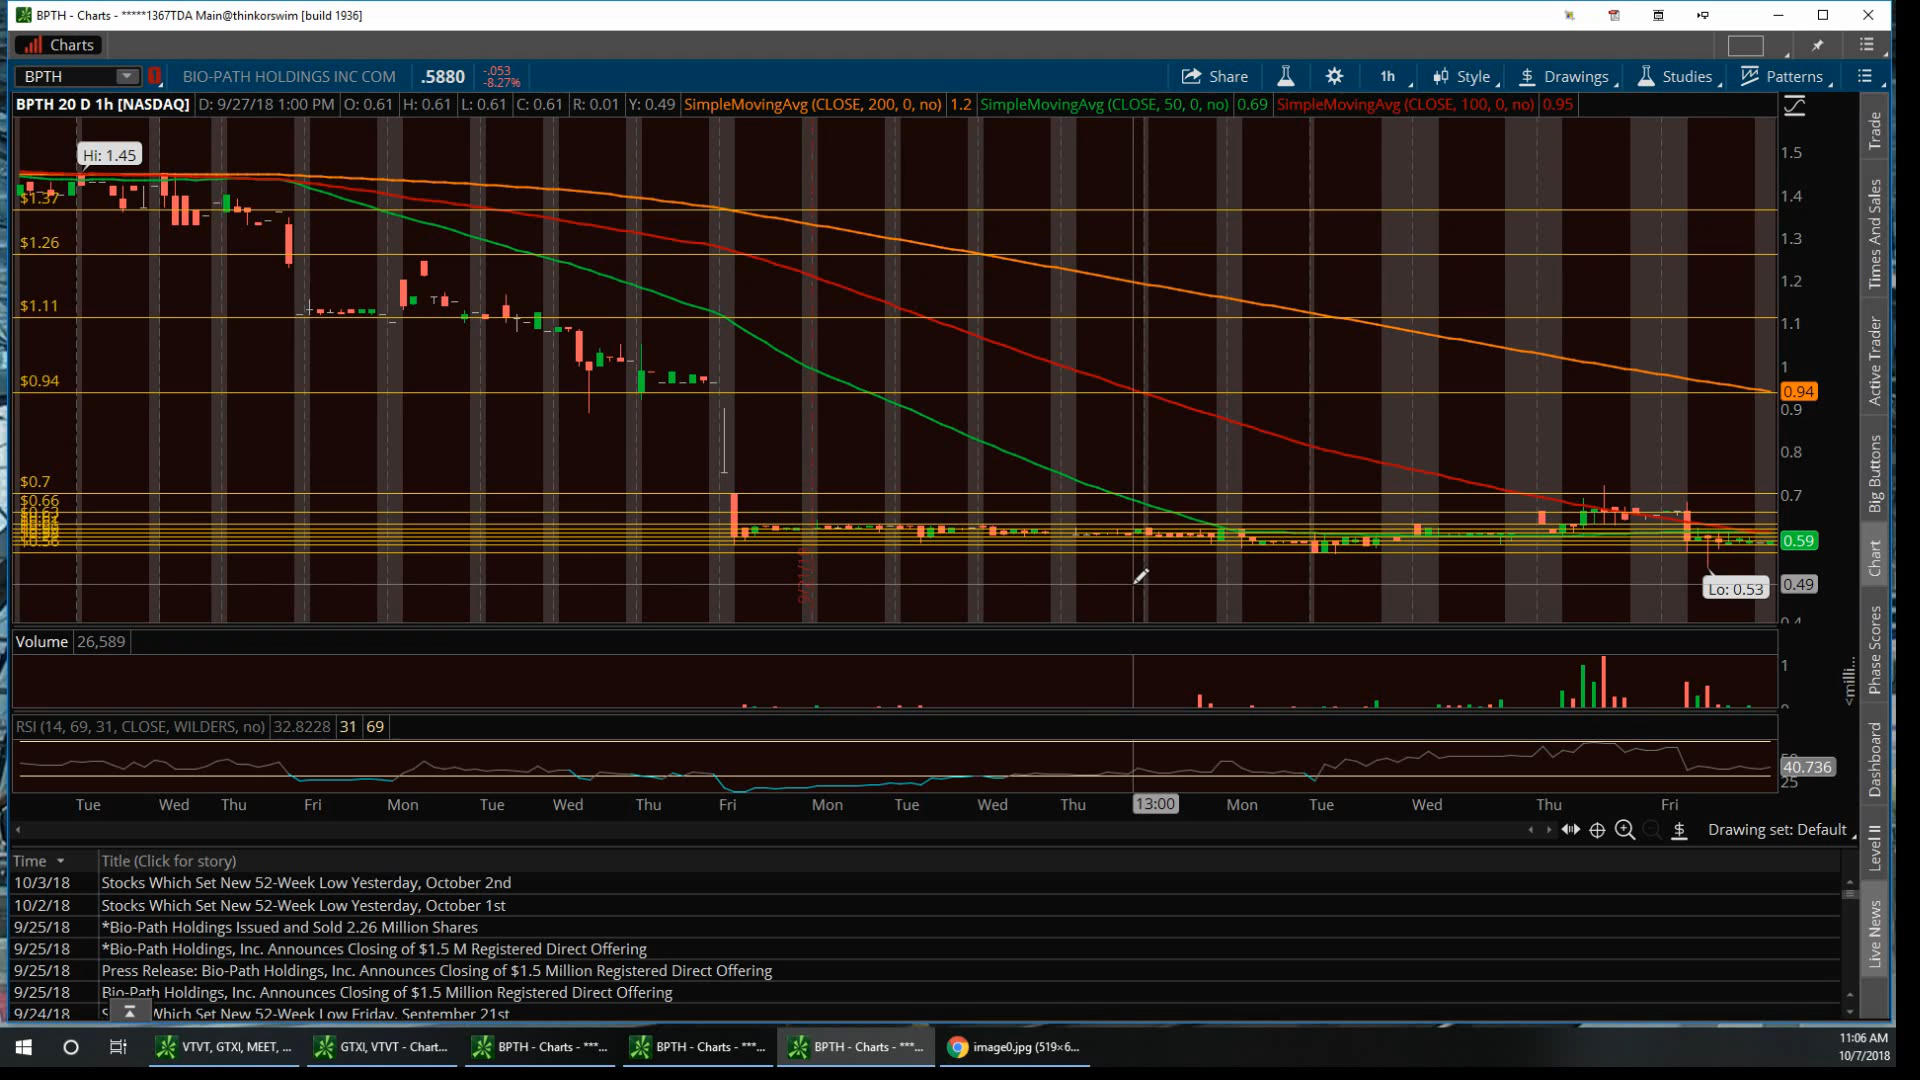 BPTH - Charts - *****1367TDA Main@thinkorswim [build 1936]
Charts
BPTH BIO-PATH HOLDINGS INC COM .5880 -.053 -8.27% Share 1h Style Drawings Studies Patterns
BPTH 20 D 1h [NASDAQ] D: 9/27/18 1:00 PM O: 0.61 H: 0.61 L: 0.61 C: 0.61 R: 0.01 Y: 0.49 SimpleMovingAvg (CLOSE, 200, 0, no) 1.2 SimpleMovingAvg (CLOSE, 50, 0, no) 0.69 SimpleMovingAvg (CLOSE, 100, 0, no) 0.95
Hi: 1.45
$1.37
$1.26
$1.11
$0.94
$0.7
$0.66
$0.56
1.5
1.4
1.3
1.2
1.1
1
0.94
0.9
0.8
0.7
0.59
0.49
0.4
Lo: 0.53
Trade
Times And Sales
Active Trader
Big Buttons
Chart
Phase Scores
Dashboard
Level II
Live News
Volume 26,589
1
<milli...
RSI (14, 69, 31, CLOSE, WILDERS, no) 32.8228 31 69
40.736
25
Tue Wed Thu Fri Mon Tue Wed Thu Fri Mon Tue Wed Thu 13:00 Mon Tue Wed Thu Fri
Drawing set: Default
Time Title (Click for story)
10/3/18 Stocks Which Set New 52-Week Low Yesterday, October 2nd
10/2/18 Stocks Which Set New 52-Week Low Yesterday, October 1st
9/25/18 *Bio-Path Holdings Issued and Sold 2.26 Million Shares
9/25/18 *Bio-Path Holdings, Inc. Announces Closing of $1.5 M Registered Direct Offering
9/25/18 Press Release: Bio-Path Holdings, Inc. Announces Closing of $1.5 Million Registered Direct Offering
9/25/18 Bio-Path Holdings, Inc. Announces Closing of $1.5 Million Registered Direct Offering
9/24/18 Which Set New 52-Week Low Friday, September 21st
VTVT, GTXI, MEET, ... GTXI, VTVT - Chart... BPTH - Charts - ***... BPTH - Charts - ***... BPTH - Charts - ***... image0.jpg (519×6...
11:06 AM
10/7/2018